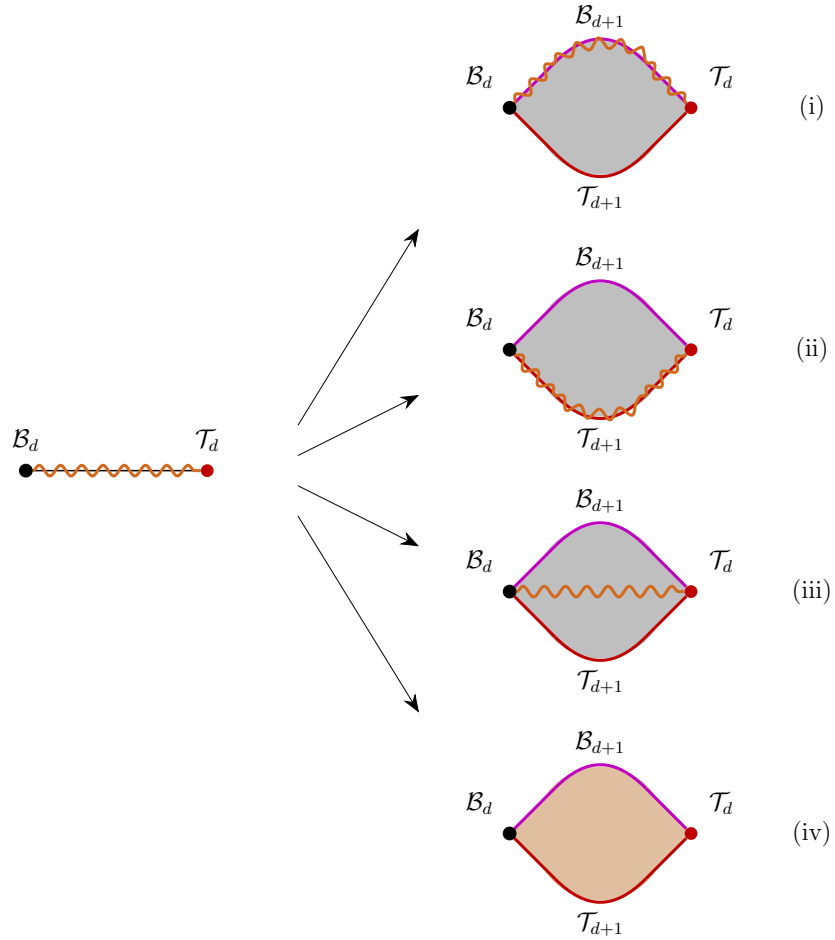 ℬ_{d+1}
ℬ_d 𝒯_d (i)
𝒯_{d+1}
ℬ_{d+1}
ℬ_d 𝒯_d (ii)
𝒯_{d+1}
ℬ_d 𝒯_d
ℬ_{d+1}
ℬ_d 𝒯_d (iii)
𝒯_{d+1}
ℬ_{d+1}
ℬ_d 𝒯_d (iv)
𝒯_{d+1}